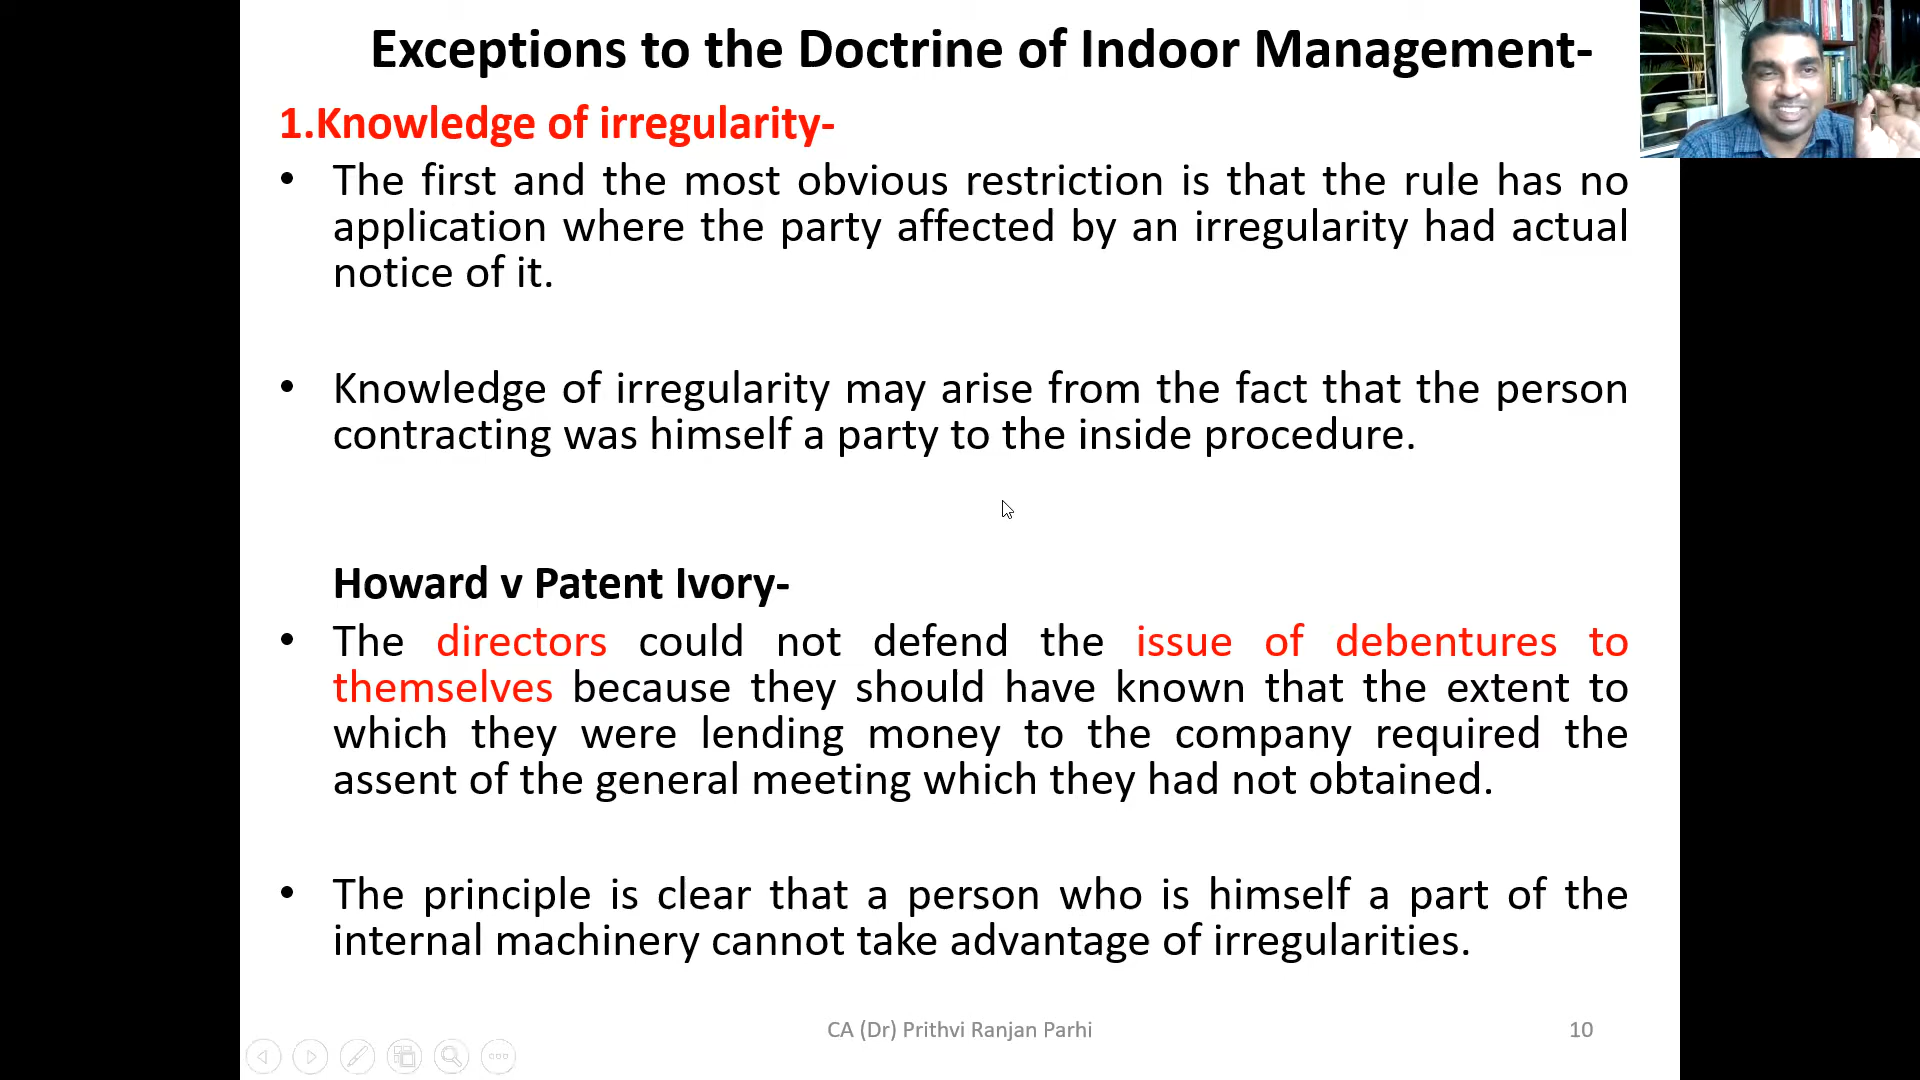 Exceptions to the Doctrine of Indoor Management-
1.Knowledge of irregularity-
• The first and the most obvious restriction is that the rule has no
application where the party affected by an irregularity had actual
notice of it.
• Knowledge of irregularity may arise from the fact that the person
contracting was himself a party to the inside procedure.
Howard v Patent Ivory-
• The directors could not defend the issue of debentures to
themselves because they should have known that the extent to
which they were lending money to the company required the
assent of the general meeting which they had not obtained.
• The principle is clear that a person who is himself a part of the
internal machinery cannot take advantage of irregularities.
CA (Dr) Prithvi Ranjan Parhi
10